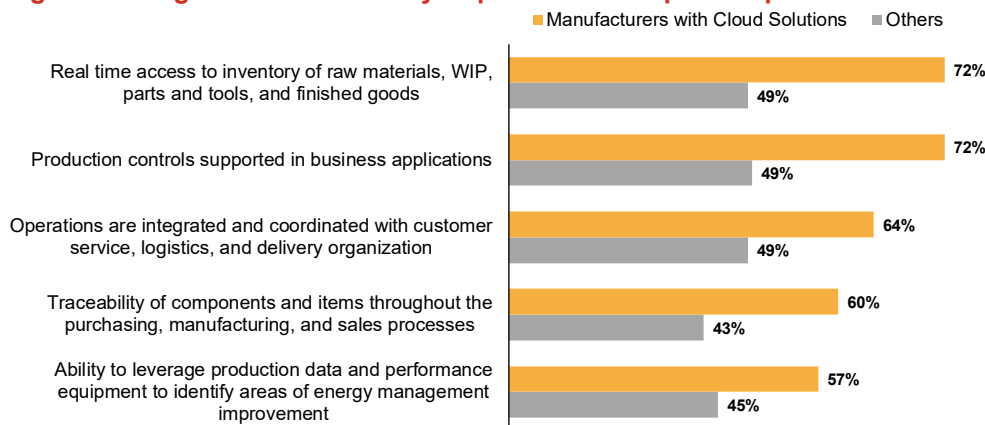 Manufacturers with Cloud Solutions Others
Real time access to inventory of raw materials, WIP,
parts and tools, and finished goods
72%
49%
Production controls supported in business applications
72%
49%
Operations are integrated and coordinated with customer
service, logistics, and delivery organization
64%
49%
Traceability of components and items throughout the
purchasing, manufacturing, and sales processes
60%
43%
Ability to leverage production data and performance
equipment to identify areas of energy management
improvement
57%
45%